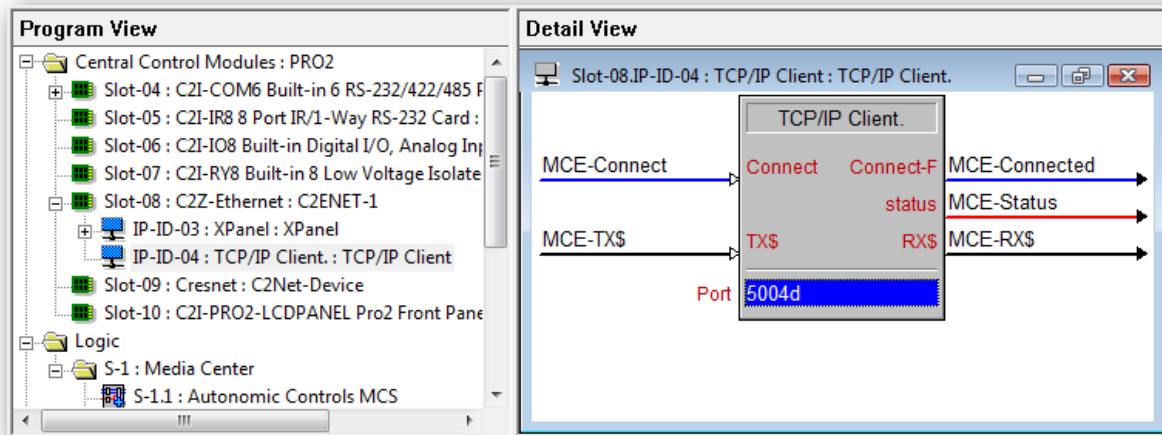 Program View
Central Control Modules : PRO2
Slot-04 : C2I-COM6 Built-in 6 RS-232/422/485 F
Slot-05 : C2I-IR8 8 Port IR/1-Way RS-232 Card :
Slot-06 : C2I-IO8 Built-in Digital I/O, Analog Inp
Slot-07 : C2I-RY8 Built-in 8 Low Voltage Isolate
Slot-08 : C2Z-Ethernet : C2ENET-1
IP-ID-03 : XPanel : XPanel
IP-ID-04 : TCP/IP Client. : TCP/IP Client
Slot-09 : Cresnet : C2Net-Device
Slot-10 : C2I-PRO2-LCDPANEL Pro2 Front Pane
Logic
S-1 : Media Center
S-1.1 : Autonomic Controls MCS
Detail View
Slot-08.IP-ID-04 : TCP/IP Client : TCP/IP Client.
TCP/IP Client.
MCE-Connect Connect Connect-F MCE-Connected
status MCE-Status
MCE-TX$ TX$ RX$ MCE-RX$
Port 5004d